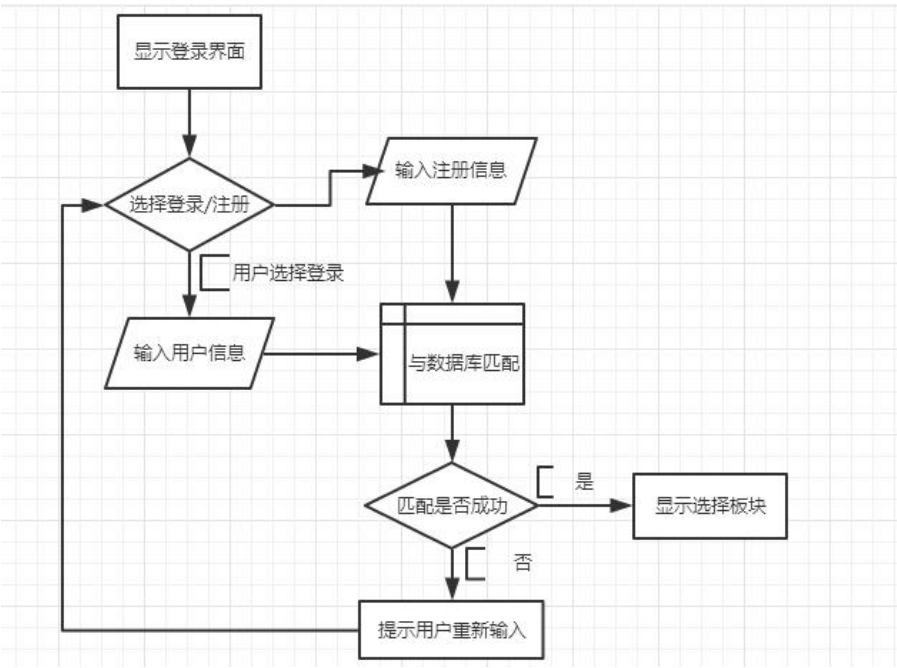 显示登录界面
输入注册信息
选择登录/注册
用户选择登录
输入用户信息
与数据库匹配
是
匹配是否成功
显示选择板块
否
提示用户重新输入